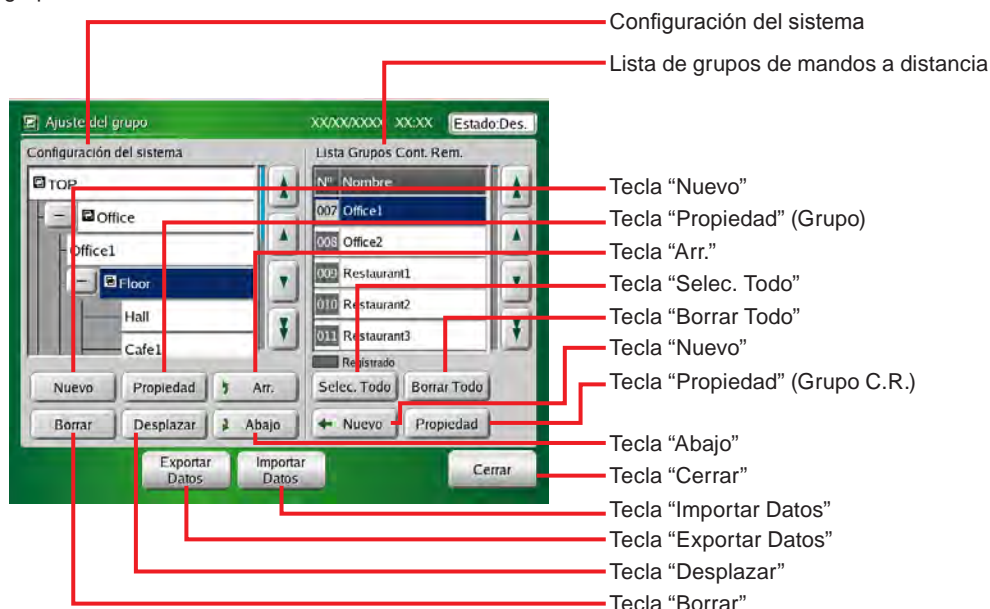 Configuración del sistema
Lista de grupos de mandos a distancia
Ajuste del grupo XX/XX/XXXX XX:XX Estado:Des.
Configuración del sistema
TOP
Office
Office1
Floor
Hall
Cafe1
Nuevo Propiedad Arr.
Borrar Desplazar Abajo
Lista Grupos Cont. Rem.
Nº Nombre
007 Office1
008 Office2
009 Restaurant1
010 Restaurant2
011 Restaurant3
Registrado
Selec. Todo Borrar Todo
Nuevo Propiedad
Exportar Datos
Importar Datos
Cerrar
Tecla “Nuevo”
Tecla “Propiedad” (Grupo)
Tecla “Arr.”
Tecla “Selec. Todo”
Tecla “Borrar Todo”
Tecla “Nuevo”
Tecla “Propiedad” (Grupo C.R.)
Tecla “Abajo”
Tecla “Cerrar”
Tecla “Importar Datos”
Tecla “Exportar Datos”
Tecla “Desplazar”
Tecla “Borrar”